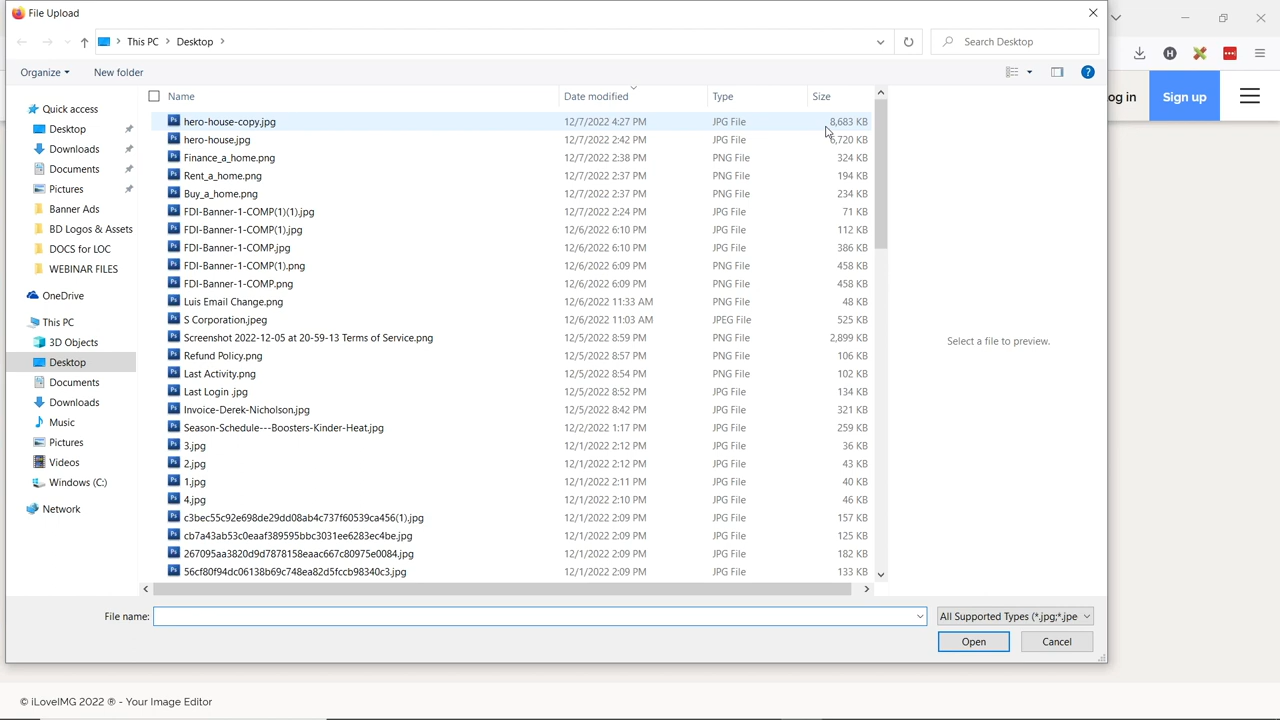 File Upload
This PC > Desktop >
Search Desktop
Organize
New folder
Name Date modified Type Size
hero-house-copy.jpg 12/7/2022 4:27 PM JPG File 8,683 KB
hero-house.jpg 12/7/2022 2:42 PM JPG File 6,720 KB
Finance_a_home.png 12/7/2022 2:38 PM PNG File 324 KB
Rent_a_home.png 12/7/2022 2:37 PM PNG File 194 KB
Buy_a_home.png 12/7/2022 2:37 PM PNG File 234 KB
FDI-Banner-1-COMP(1)(1).jpg 12/7/2022 2:24 PM JPG File 71 KB
FDI-Banner-1-COMP(1).jpg 12/6/2022 6:10 PM JPG File 112 KB
FDI-Banner-1-COMP.jpg 12/6/2022 6:10 PM JPG File 386 KB
FDI-Banner-1-COMP(1).png 12/6/2022 6:09 PM PNG File 458 KB
FDI-Banner-1-COMP.png 12/6/2022 6:09 PM PNG File 458 KB
Luis Email Change.png 12/6/2022 11:33 AM PNG File 48 KB
S Corporation.jpeg 12/6/2022 11:03 AM JPEG File 525 KB
Screenshot 2022-12-05 at 20-59-13 Terms of Service.png 12/5/2022 8:59 PM PNG File 2,899 KB
Refund Policy.png 12/5/2022 8:57 PM PNG File 106 KB
Last Activity.png 12/5/2022 8:54 PM PNG File 102 KB
Last Login .jpg 12/5/2022 8:52 PM JPG File 134 KB
Invoice-Derek-Nicholson.jpg 12/5/2022 8:42 PM JPG File 321 KB
Season-Schedule---Boosters-Kinder-Heat.jpg 12/2/2022 1:17 PM JPG File 259 KB
3.jpg 12/1/2022 2:12 PM JPG File 36 KB
2.jpg 12/1/2022 2:12 PM JPG File 43 KB
1.jpg 12/1/2022 2:11 PM JPG File 40 KB
4.jpg 12/1/2022 2:10 PM JPG File 46 KB
c3bec55c92e698de29dd08ab4c737f60539ca456(1).jpg 12/1/2022 2:09 PM JPG File 157 KB
cb7a43ab53c0eaaf389595bbc3031ee6283ec4be.jpg 12/1/2022 2:09 PM JPG File 125 KB
267095aa3820d9d7878158eaac667c80975e0084.jpg 12/1/2022 2:09 PM JPG File 182 KB
56cf80f94dc06138b69c748ea82d5fccb98340c3.jpg 12/1/2022 2:09 PM JPG File 133 KB
Quick access
Desktop
Downloads
Documents
Pictures
Banner Ads
BD Logos & Assets
DOCS for LOC
WEBINAR FILES
OneDrive
This PC
3D Objects
Desktop
Documents
Downloads
Music
Pictures
Videos
Windows (C:)
Network
Select a file to preview.
File name:
All Supported Types (*.jpg;*.jpe
Open
Cancel
og in
Sign up
© iLoveIMG 2022 ® - Your Image Editor